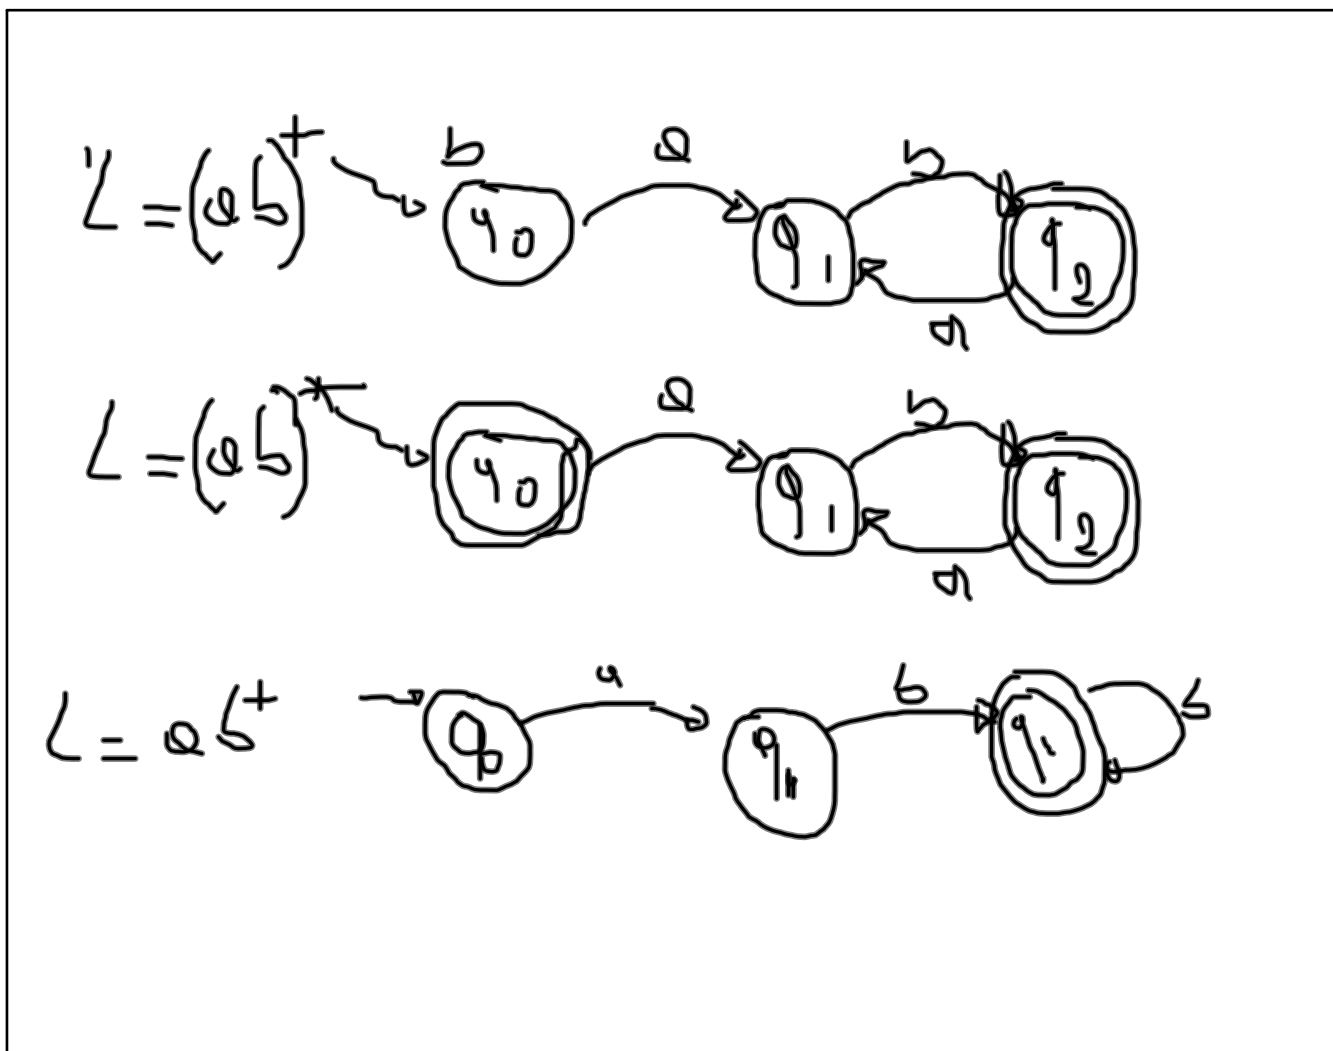 L = (ab)+ b a b
q0 q1 q2
a
L = (ab)* a b
q0 q1 q2
a
L = ab+ a b b
q0 q1 q1